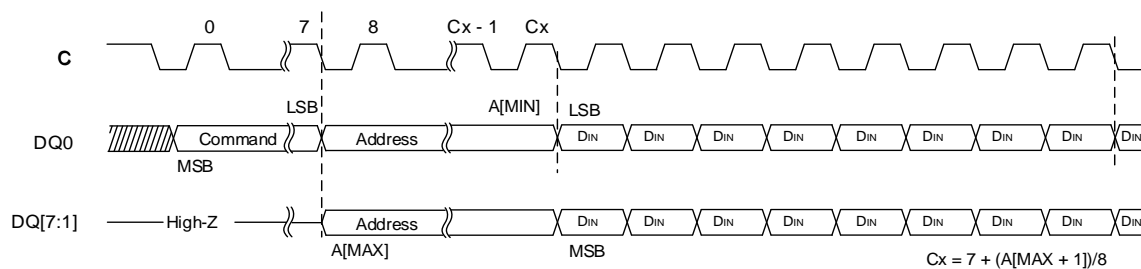 0 7 8 Cx - 1 Cx
C
LSB A[MIN] LSB
DQ0 Command Address DIN DIN DIN DIN DIN DIN DIN DIN DIN
MSB
DQ[7:1] High-Z Address DIN DIN DIN DIN DIN DIN DIN DIN DIN
A[MAX] MSB
Cx = 7 + (A[MAX + 1])/8